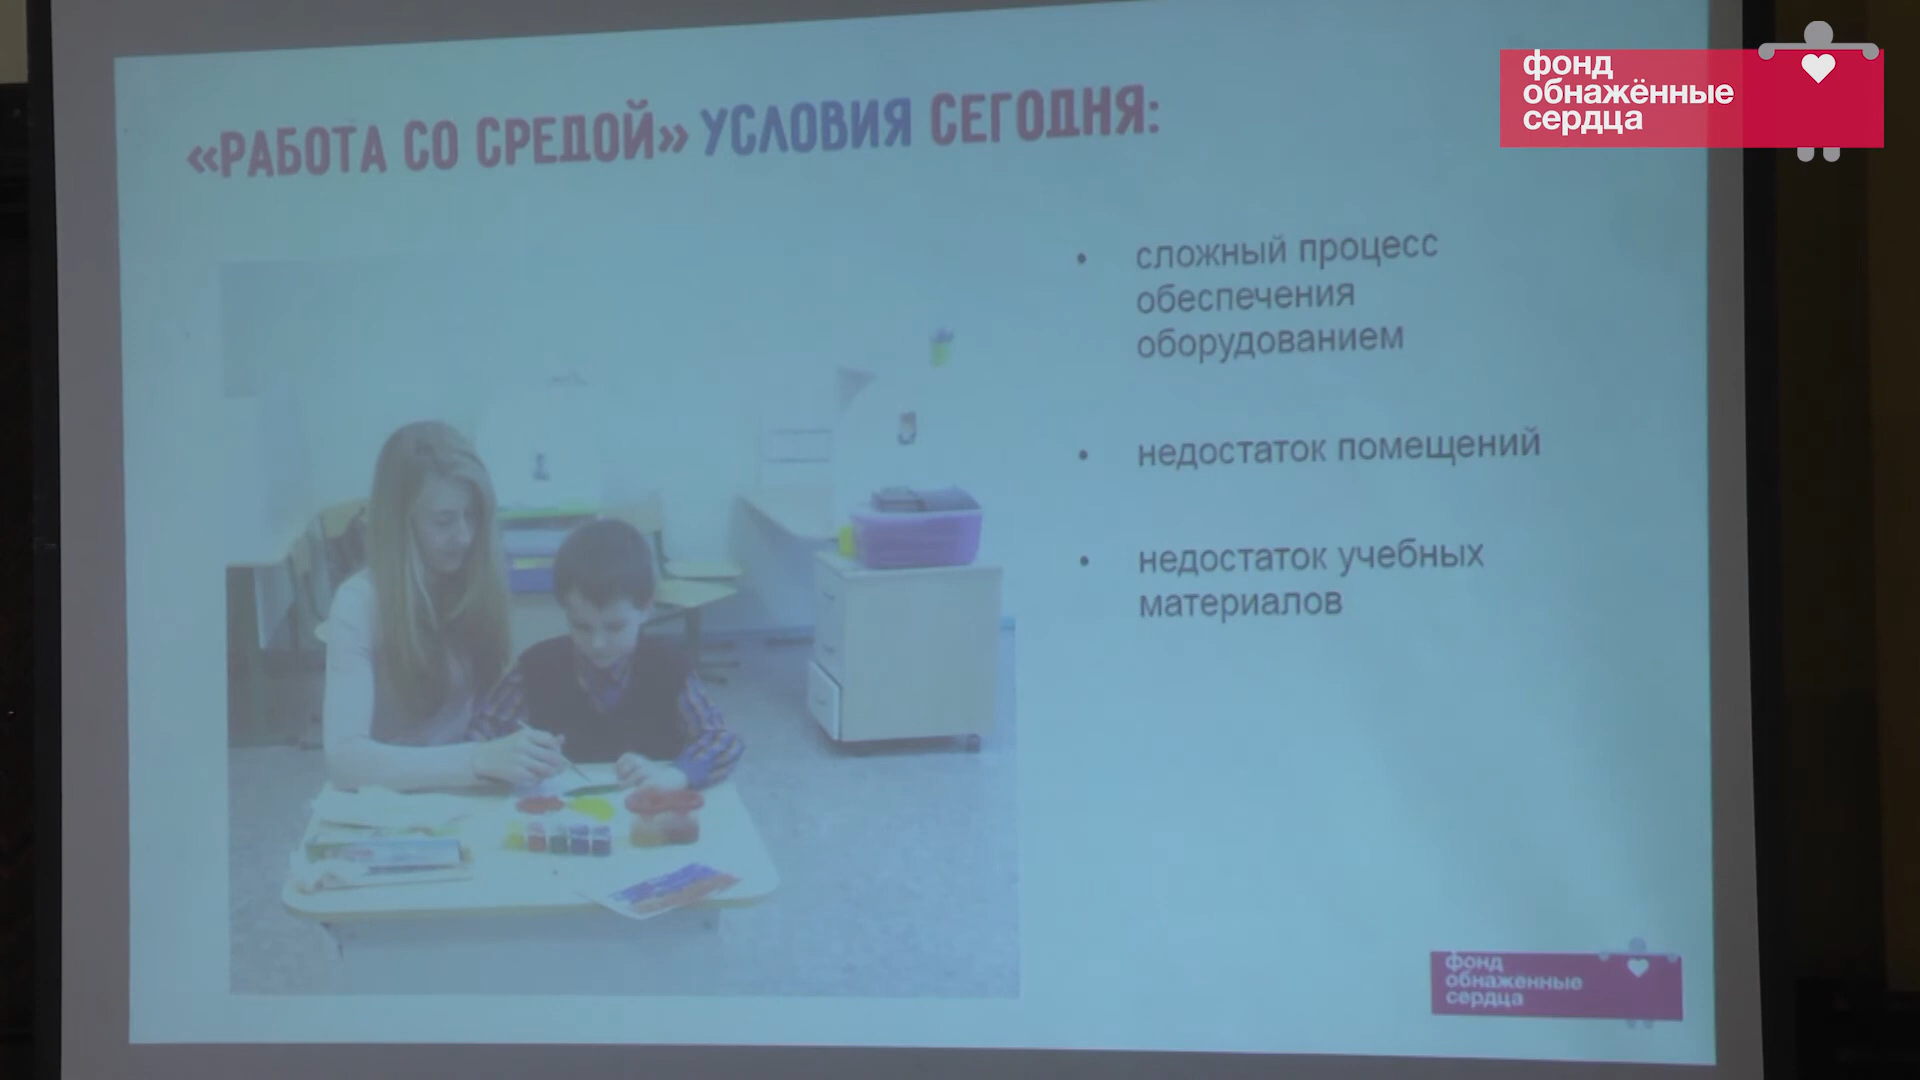 фонд
обнажённые
сердца
«РАБОТА СО СРЕДОЙ» УСЛОВИЯ СЕГОДНЯ:
• сложный процесс
обеспечения
оборудованием
• недостаток помещений
• недостаток учебных
материалов
фонд
обнажённые
сердца